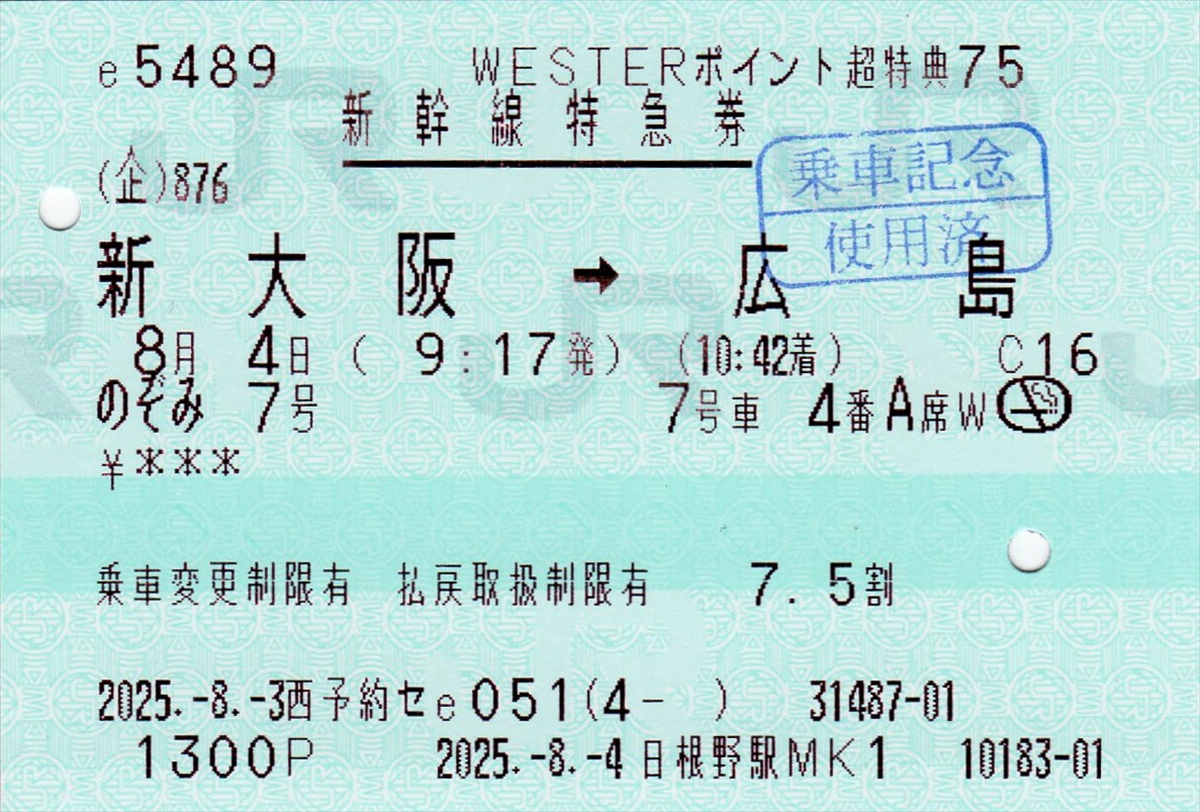 e5489 WESTERポイント超特典75
新幹線特急券
(企)876
乗車記念
使用済
新大阪 → 広島
8月 4日 ( 9:17発) (10:42着) C16
のぞみ 7号 7号車 4番A席W
¥***
乗車変更制限有 払戻取扱制限有 7.5割
2025.-8.-3西予約セe051(4- ) 31487-01
1300P 2025.-8.-4 日根野駅MK1 10183-01